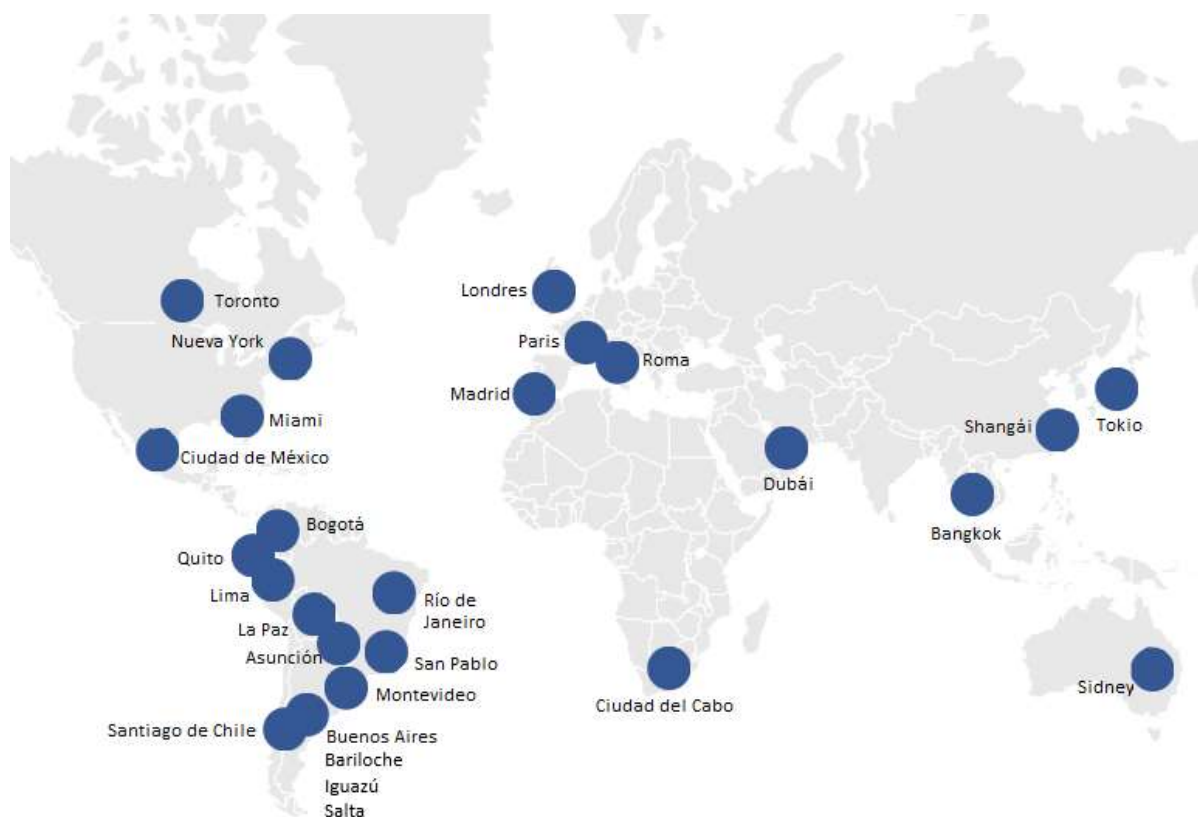 Toronto
Nueva York
Miami
Ciudad de México
Londres
Paris
Roma
Madrid
Dubái
Shangái
Tokio
Bangkok
Bogotá
Quito
Lima
Río de
Janeiro
La Paz
Asunción
San Pablo
Montevideo
Santiago de Chile
Buenos Aires
Bariloche
Iguazú
Salta
Ciudad del Cabo
Sidney